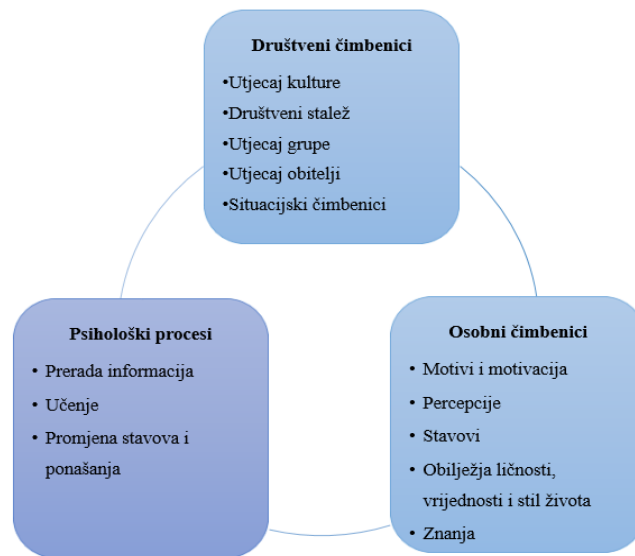 Društveni čimbenici
•Utjecaj kulture
•Društveni stalež
•Utjecaj grupe
•Utjecaj obitelji
•Situacijski čimbenici
Psihološki procesi
• Prerada informacija
• Učenje
• Promjena stavova i
ponašanja
Osobni čimbenici
• Motivi i motivacija
• Percepcije
• Stavovi
• Obilježja ličnosti,
vrijednosti i stil života
• Znanja